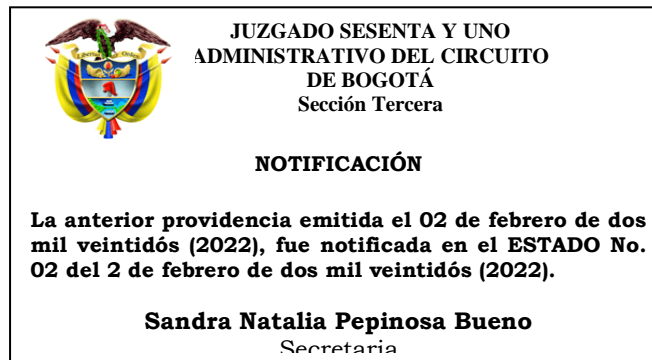 JUZGADO SESENTA Y UNO
ADMINISTRATIVO DEL CIRCUITO
DE BOGOTÁ
Sección Tercera
NOTIFICACIÓN
La anterior providencia emitida el 02 de febrero de dos
mil veintidós (2022), fue notificada en el ESTADO No.
02 del 2 de febrero de dos mil veintidós (2022).
Sandra Natalia Pepinosa Bueno
Secretaria